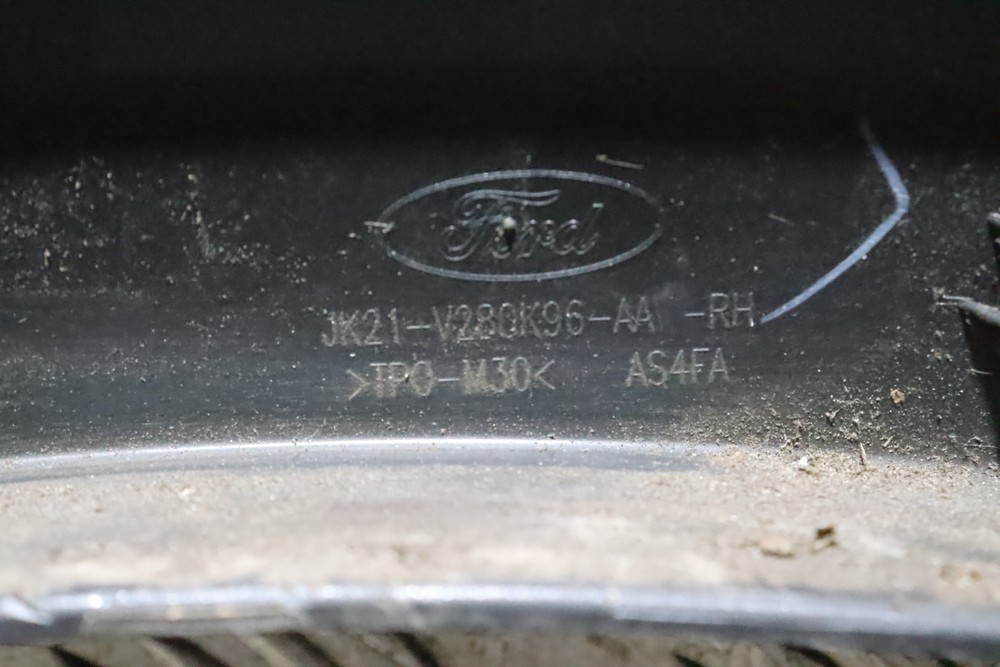 Ford
JK21-V280K96-AA -RH
>TPO-M30< AS4FA